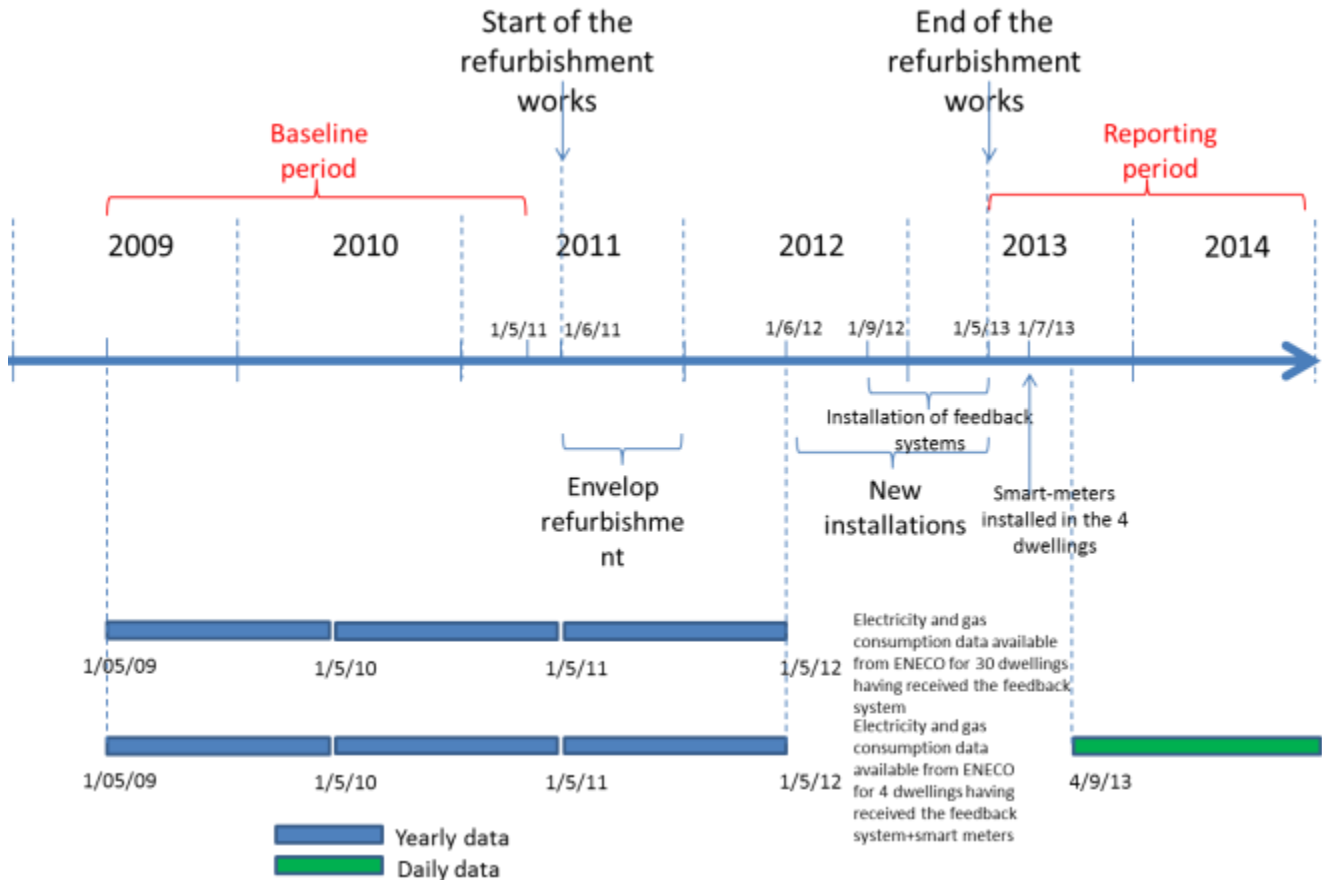 Start of the
refurbishment
works
End of the
refurbishment
works
Baseline
period
Reporting
period
2009
2010
2011
2012
2013
2014
1/5/11
1/6/11
1/6/12
1/9/12
1/5/13
1/7/13
Installation of feedback
systems
Envelop
refurbishme
nt
New
installations
Smart-meters
installed in the 4
dwellings
1/05/09
1/5/10
1/5/11
1/5/12
Electricity and gas
consumption data available
from ENECO for 30 dwellings
having received the feedback
system
1/05/09
1/5/10
1/5/11
1/5/12
Electricity and gas
consumption data
available from ENECO
for 4 dwellings having
received the feedback
system+smart meters
4/9/13
Yearly data
Daily data